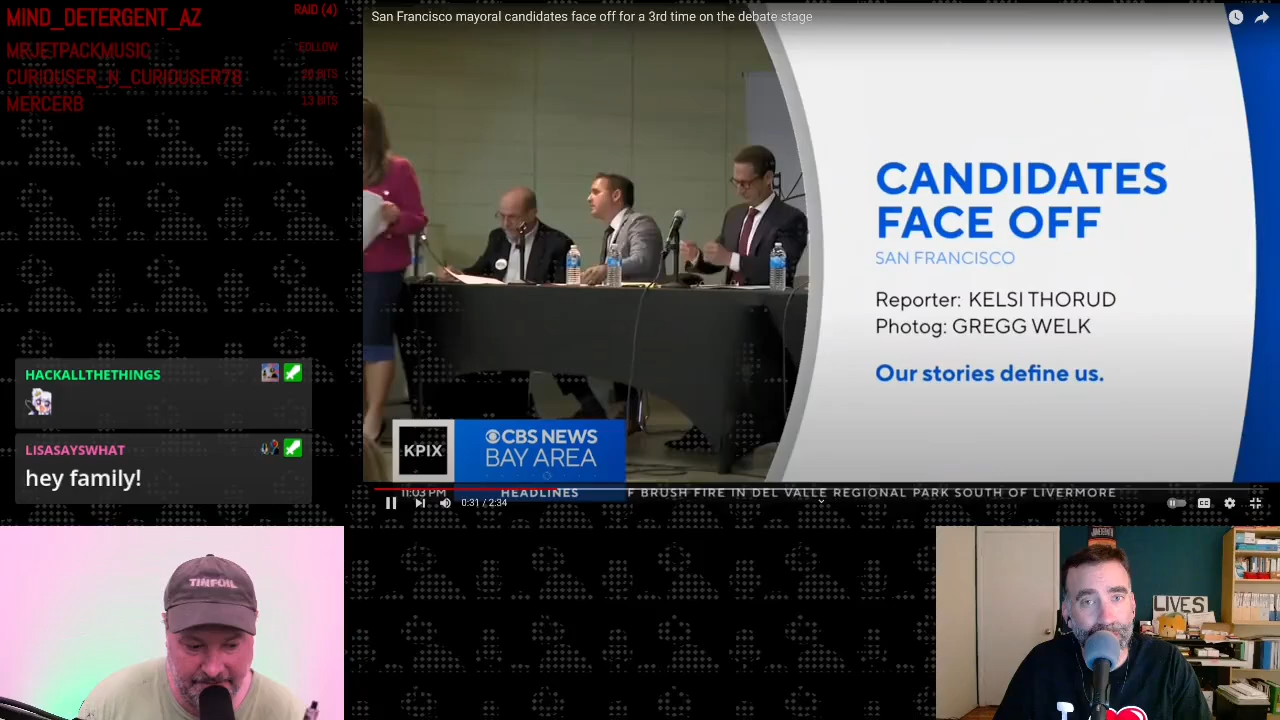 MIND_DETERGENT_AZ RAID (4)
MRJETPACKMUSIC FOLLOW
CURIOUSER_N_CURIOUSER78 20 BITS
MERCERB 13 BITS
San Francisco mayoral candidates face off for a 3rd time on the debate stage
CANDIDATES
FACE OFF
SAN FRANCISCO
Reporter: KELSI THORUD
Photog: GREGG WELK
Our stories define us.
KPIX
CBS NEWS
BAY AREA
11:03 PM HEADLINES F BRUSH FIRE IN DEL VALLE REGIONAL PARK SOUTH OF LIVERMORE
0:31 / 2:34
CC
HACKALLTHETHINGS
LISASAYSWHAT
hey family!
TINFOIL
LIVES